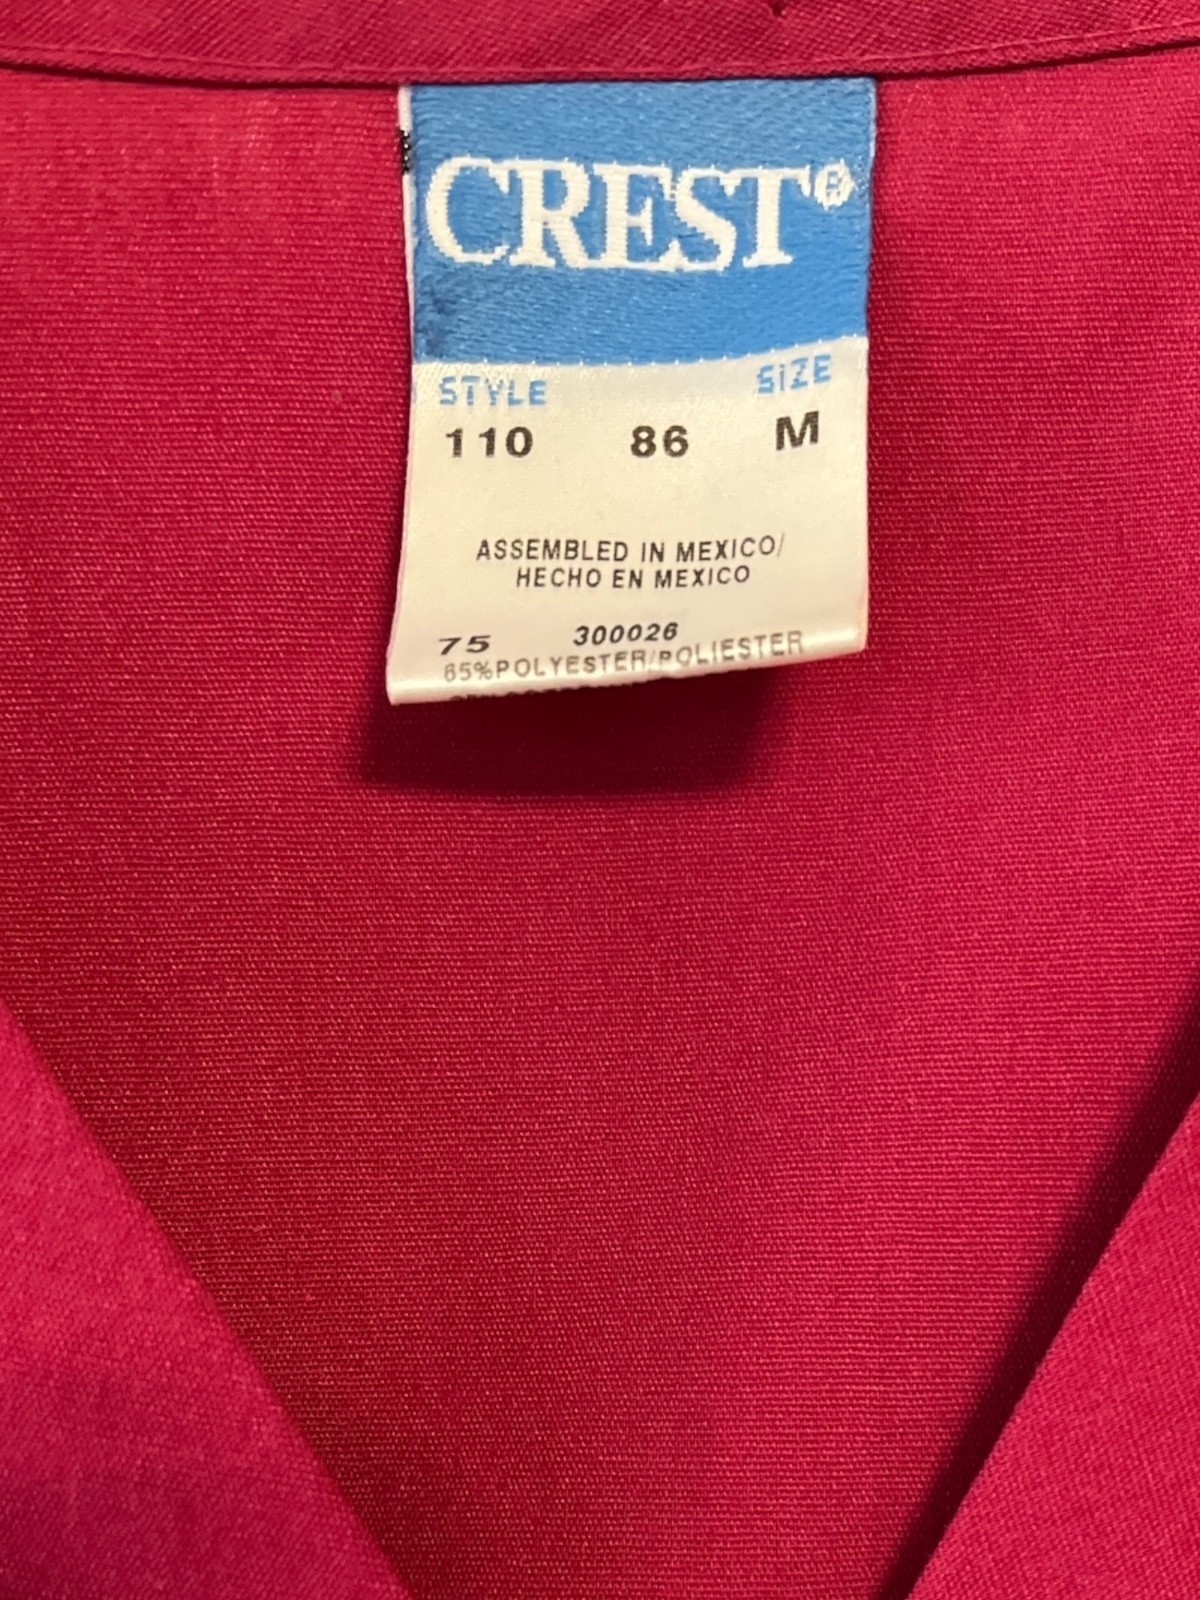 CREST®
STYLE SIZE
110 86 M
ASSEMBLED IN MEXICO/
HECHO EN MEXICO
75 300026
65%POLYESTER/POLIESTER